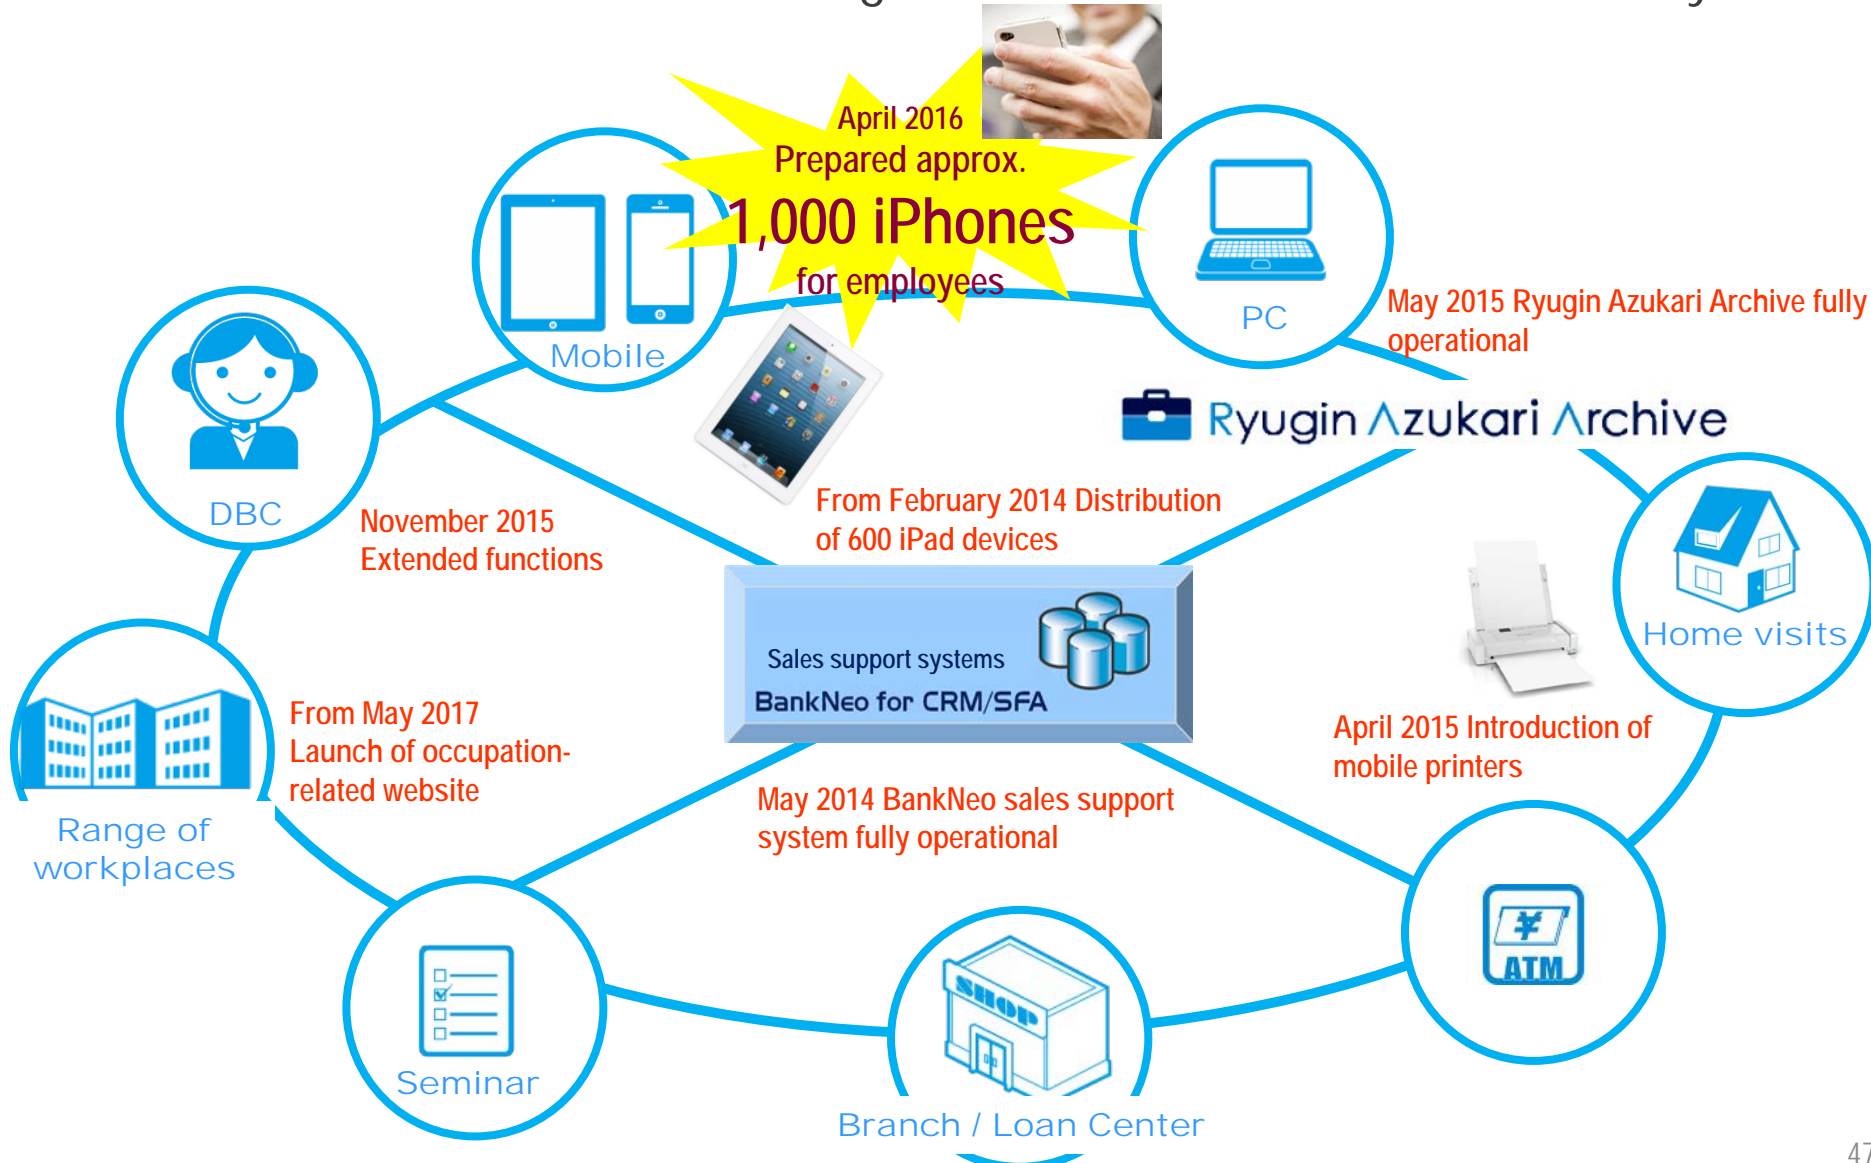 April 2016
Prepared approx.
1,000 iPhones
for employees
Mobile
PC
May 2015 Ryugin Azukari Archive fully
operational
Ryugin Azukari Archive
DBC
November 2015
Extended functions
From February 2014 Distribution
of 600 iPad devices
Home visits
Sales support systems
BankNeo for CRM/SFA
From May 2017
Launch of occupation-
related website
Range of
workplaces
April 2015 Introduction of
mobile printers
May 2014 BankNeo sales support
system fully operational
¥
ATM
SHOP
Seminar
Branch / Loan Center
47